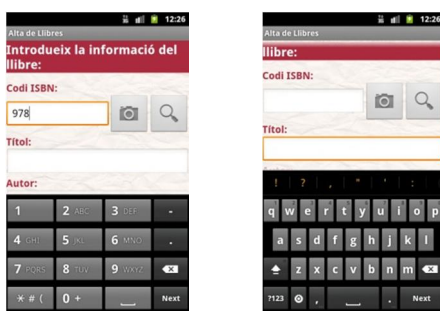 12:26
Alta de Llibres
Introdueix la informació del
llibre:
Codi ISBN:
978
Títol:
Autor:
1 2 ABC 3 DEF -
4 GHI 5 JKL 6 MNO .
7 PQRS 8 TUV 9 WXYZ
* # ( 0 + Next
12:26
Alta de Llibres
llibre:
Codi ISBN:
Títol:
! ? , " ' :
q w e r t y u i o p
a s d f g h j k l
z x c v b n m
?123 , . Next